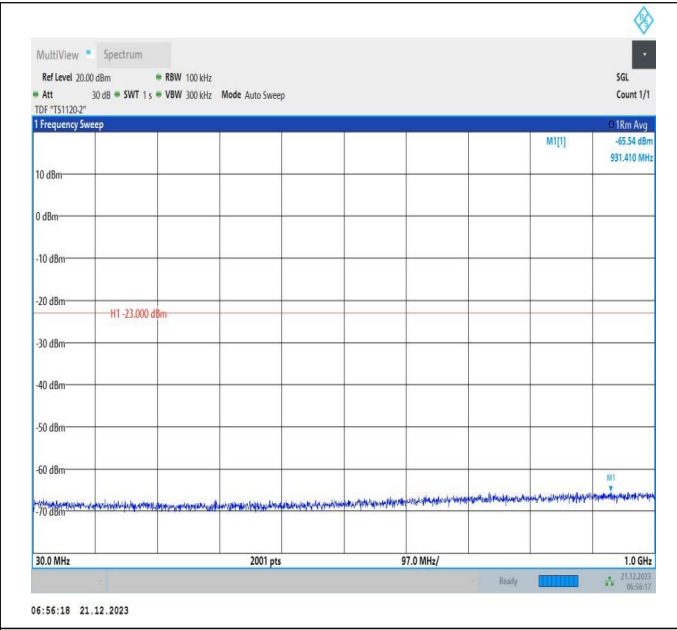 R&S
MultiView Spectrum
Ref Level 20.00 dBm RBW 100 kHz SGL
Att 30 dB SWT 1 s VBW 300 kHz Mode Auto Sweep Count 1/1
TDF "TS1120-2"
1 Frequency Sweep 1Rm Avg
M1[1] -65.54 dBm
931.410 MHz
10 dBm
0 dBm
-10 dBm
-20 dBm
H1 -23.000 dBm
-30 dBm
-40 dBm
-50 dBm
-60 dBm
M1
-70 dBm
30.0 MHz 2001 pts 97.0 MHz/ 1.0 GHz
Ready 21.12.2023
06:56:17
06:56:18 21.12.2023